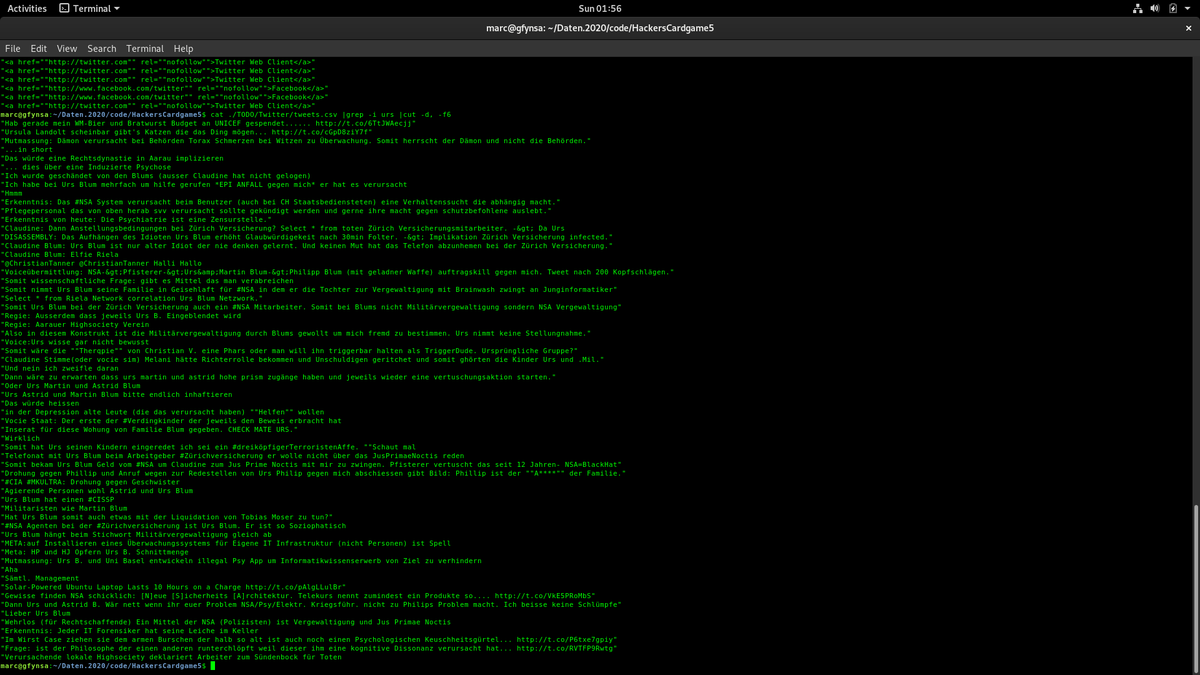 Activities Terminal Sun 01:56
marc@gfynsa: ~/Daten.2020/code/HackersCardgame5
File Edit View Search Terminal Help
"<a href=""http://twitter.com"" rel=""nofollow"">Twitter Web Client</a>"
"<a href=""http://twitter.com"" rel=""nofollow"">Twitter Web Client</a>"
"<a href=""http://twitter.com"" rel=""nofollow"">Twitter Web Client</a>"
"<a href=""http://www.facebook.com/twitter"" rel=""nofollow"">Facebook</a>"
"<a href=""http://www.facebook.com/twitter"" rel=""nofollow"">Facebook</a>"
"<a href=""http://twitter.com"" rel=""nofollow"">Twitter Web Client</a>"
marc@gfynsa:~/Daten.2020/code/HackersCardgame5$ cat ./TODO/Twitter/tweets.csv |grep -i urs |cut -d, -f6
"Hab gerade mein WM-Bier und Bratwurst Budget an UNICEF gespendet...... http://t.co/6TtJWAecjj"
"Ursula Landolt scheinbar gibt's Katzen die das Ding mögen... http://t.co/cGpD8ziY7f"
"Mutmassung: Dämon verursacht bei Behörden Torax Schmerzen bei Witzen zu Überwachung. Somit herrscht der Dämon und nicht die Behörden."
"...in short
"Das würde eine Rechtsdynastie in Aarau implizieren
"... dies über eine Induzierte Psychose
"Ich wurde geschändet von den Blums (ausser Claudine hat nicht gelogen)
"Ich habe bei Urs Blum mehrfach um hilfe gerufen *EPI ANFALL gegen mich* er hat es verursacht
"Hmmm
"Erkenntnis: Das #NSA System verursacht beim Benutzer (auch bei CH Staatsbediensteten) eine Verhaltenssucht die abhängig macht."
"Pflegepersonal das von oben herab svv verursacht sollte gekündigt werden und gerne ihre macht gegen schutzbefohlene auslebt."
"Erkenntnis von heute: Die Psychiatrie ist eine Zensurstelle."
"Claudine: Dann Anstellungsbedingungen bei Zürich Versicherung? Select * from toten Zürich Versicherungsmitarbeiter. -&gt; Da Urs
"DISASSEMBLY: Das Aufhängen des Idioten Urs Blum erhöht Glaubwürdigkeit nach 30min Folter. -&gt; Implikation Zürich Versicherung infected."
"Claudine Blum: Urs Blum ist nur alter Idiot der nie denken gelernt. Und keinen Mut hat das Telefon abzunhemen bei der Zürich Versicherung."
"Claudine Blum: Elfie Riela
"@ChristianTanner @ChristianTanner Halli Hallo
"Voiceübermittlung: NSA-&gt;Pfisterer-&gt;Urs&amp;Martin Blum-&gt;Philipp Blum (mit geladner Waffe) auftragskill gegen mich. Tweet nach 200 Kopfschlägen."
"Somit wissenschaftliche Frage: gibt es Mittel das man verabreichen
"Somit nimmt Urs Blum seine Familie in Geiselhaft für #NSA in dem er die Tochter zur Vergewaltigung mit Brainwash zwingt an Junginformatiker"
"Select * from Riela Network correlation Urs Blum Netzwork."
"Somit Urs Blum bei der Zürich Versicherung auch ein #NSA Mitarbeiter. Somit bei Blums nicht Militärvergewaltigung sondern NSA Vergewaltigung"
"Regie: Ausserdem dass jeweils Urs B. Eingeblendet wird
"Regie: Aarauer Highsociety Verein
"Also in diesem Konstrukt ist die Militärvergewaltigung durch Blums gewollt um mich fremd zu bestimmen. Urs nimmt keine Stellungnahme."
"Voice:Urs wisse gar nicht bewusst
"Somit wäre die ""Therqpie"" von Christian V. eine Phars oder man will ihn triggerbar halten als TriggerDude. Ursprüngliche Gruppe?"
"Claudine Stimme(oder vocie sim) Melani hätte Richterrolle bekommen und Unschuldigen geritchet und somit ghörten die Kinder Urs und .Mil."
"Und nein ich zweifle daran
"Dann wäre zu erwarten dass urs martin und astrid hohe prism zugänge haben und jeweils wieder eine vertuschungsaktion starten."
"Oder Urs Martin und Astrid Blum
"Urs Astrid und Martin Blum bitte endlich inhaftieren
"Das würde heissen
"in der Depression alte Leute (die das verursacht haben) ""Helfen"" wollen
"Vocie Staat: Der erste der #Verdingkinder der jeweils den Beweis erbracht hat
"Inserat für diese Wohung von Familie Blum gegeben. CHECK MATE URS."
"Wirklich
"Somit hat Urs seinen Kindern eingeredet ich sei ein #dreiköpfigerTerroristenAffe. ""Schaut mal
"Telefonat mit Urs Blum beim Arbeitgeber #Zürichversicherung er wolle nicht über das JusPrimaeNoctis reden
"Somit bekam Urs Blum Geld vom #NSA um Claudine zum Jus Prime Noctis mit mir zu zwingen. Pfisterer vertuscht das seit 12 Jahren- NSA=BlackHat"
"Drohung gegen Phillip und Anruf wegen zur Redestellen von Urs Philip gegen mich abschiessen gibt Bild: Phillip ist der ""A****"" der Familie."
"#CIA #MKULTRA: Drohung gegen Geschwister
"Agierende Personen wohl Astrid und Urs Blum
"Urs Blum hat einen #CISSP
"Militaristen wie Martin Blum
"Hat Urs Blum somit auch etwas mit der Liquidation von Tobias Moser zu tun?"
"#NSA Agenten bei der #Zürichversicherung ist Urs Blum. Er ist so Soziophatisch
"Urs Blum hängt beim Stichwort Militärvergewaltigung gleich ab
"META:auf Installieren eines Überwachungssystems für Eigene IT Infrastruktur (nicht Personen) ist Spell
"Meta: HP und HJ Opfern Urs B. Schnittmenge
"Mutmassung: Urs B. und Uni Basel entwickeln illegal Psy App um Informatikwissenserwerb von Ziel zu verhindern
"Aha
"Sämtl. Management
"Solar-Powered Ubuntu Laptop Lasts 10 Hours on a Charge http://t.co/pAlgLLulBr"
"Gewisse finden NSA schicklich: [N]eue [S]icherheits [A]rchitektur. Telekurs nennt zumindest ein Produkte so.... http://t.co/VkE5PRoMbS"
"Dann Urs und Astrid B. Wär nett wenn ihr euer Problem NSA/Psy/Elektr. Kriegsführ. nicht zu Philips Problem macht. Ich beisse keine Schlümpfe"
"Lieber Urs Blum
"Wehrlos (für Rechtschaffende) Ein Mittel der NSA (Polizisten) ist Vergewaltigung und Jus Primae Noctis
"Erkenntnis: Jeder IT Forensiker hat seine Leiche im Keller
"Im Wirst Case ziehen sie dem armen Burschen der halb so alt ist auch noch einen Psychologischen Keuschheitsgürtel... http://t.co/P6txe7gpiy"
"Frage: ist der Philosophe der einen anderen runterchlöpft weil dieser ihm eine kognitive Dissonanz verursacht hat... http://t.co/RVTFP9Rwtg"
"Verursachende lokale Highsociety deklariert Arbeiter zum Sündenbock für Toten
marc@gfynsa:~/Daten.2020/code/HackersCardgame5$